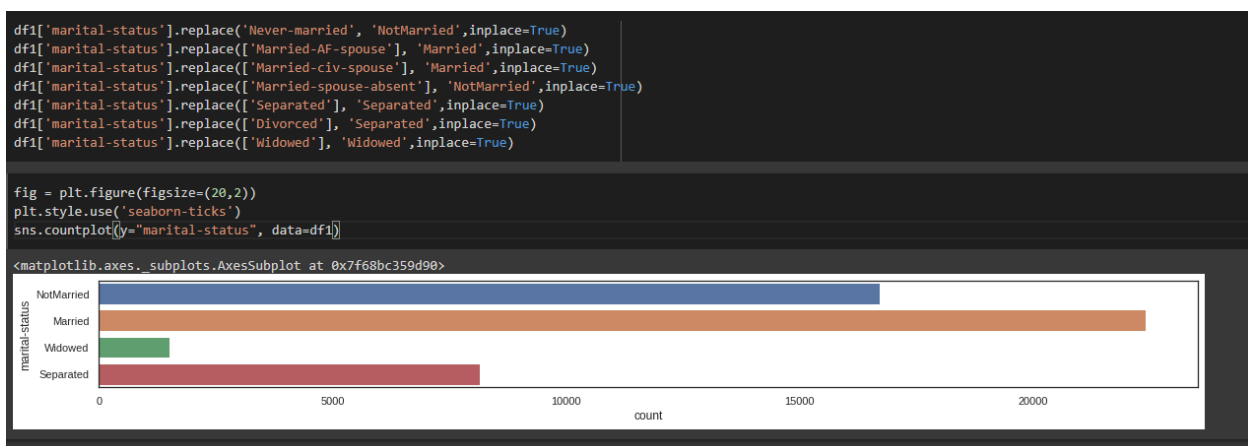 df1['marital-status'].replace('Never-married', 'NotMarried',inplace=True)
df1['marital-status'].replace(['Married-AF-spouse'], 'Married',inplace=True)
df1['marital-status'].replace(['Married-civ-spouse'], 'Married',inplace=True)
df1['marital-status'].replace(['Married-spouse-absent'], 'NotMarried',inplace=True)
df1['marital-status'].replace(['Separated'], 'Separated',inplace=True)
df1['marital-status'].replace(['Divorced'], 'Separated',inplace=True)
df1['marital-status'].replace(['Widowed'], 'Widowed',inplace=True)
fig = plt.figure(figsize=(20,2))
plt.style.use('seaborn-ticks')
sns.countplot(y="marital-status", data=df1)
<matplotlib.axes._subplots.AxesSubplot at 0x7f68bc359d90>
marital-status
NotMarried
Married
Widowed
Separated
0 5000 10000 15000 20000
count